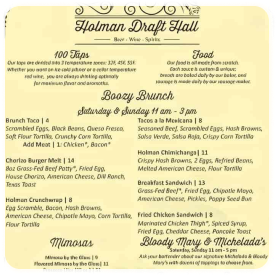 Holman Draft Hall
Beer · Wine · Spirits
100 Taps
Our taps are divided into 3 temperature zones: 32F, 45F, 55F.
Whether you want an ice cold pilsner or a cellar temperature
red wine, you are always drinking optimally
for maximum flavor and aromatics.
Food
Our food is all made from scratch.
Each sauce is custom & unique;
breads are baked daily by our baker, and
sausage is made daily by our sausage maker.
Boozy Brunch
Saturday & Sunday 11 am - 3 pm
Brunch Taco | 4
Scrambled Eggs, Black Beans, Queso Fresco,
Soft Flour Tortilla, Crunchy Corn Tortilla,
Add Meat | 1: Chicken*, Bacon*
Chorizo Burger Melt | 14
Grass-Fed Beef Patty*, Fried Egg,
House Chorizo, American Cheese, Dill Ranch,
Texas Toast
Holman Crunchwrap | 8
Egg Scramble, Bacon, Hash Browns,
American Cheese, Chipotle Mayo, Corn Tortilla,
Flour Tortilla
Tacos a la Mexicana | 8
Seasoned Beef, Scrambled Eggs, Hash Browns,
Salsa Verde, Salsa Roja, Crispy Corn Tortilla
Holman Chimichanga | 11
Crispy Hash Browns, 2 Eggs, Refried Beans,
Melted American Cheese, Flour Tortilla
Breakfast Sandwich | 13
Grass-Fed Beef*, Fried Egg, Chipotle Mayo,
American Cheese, Pickles, Poppy Seed Bun
Fried Chicken Sandwich | 8
Marinated Chicken Thigh*, Spiced Syrup,
Fried Egg, Cheddar Cheese, Pancake Toast
Mimosas
Mimosa by the Glass | 9
Flavored Mimosa by the Glass | 11
Bloody Mary & Michelada's
Saturday, Sunday 11 am - 5 pm
Ask your bartender about our signature Michelada & Bloody
Mary's with dozens of toppings to choose from.